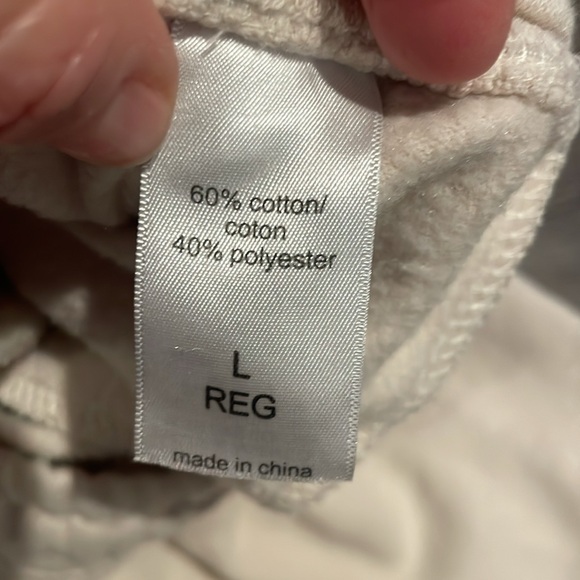 60% cotton/
coton
40% polyester
L
REG
made in china